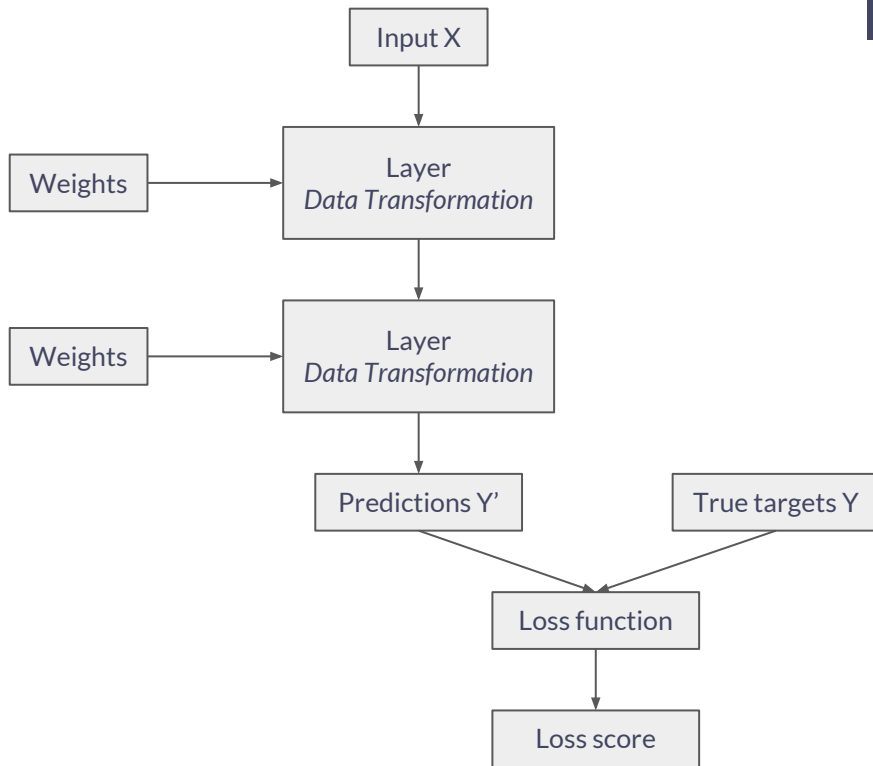 Input X
Weights
Layer
Data Transformation
Weights
Layer
Data Transformation
Predictions Y’
True targets Y
Loss function
Loss score